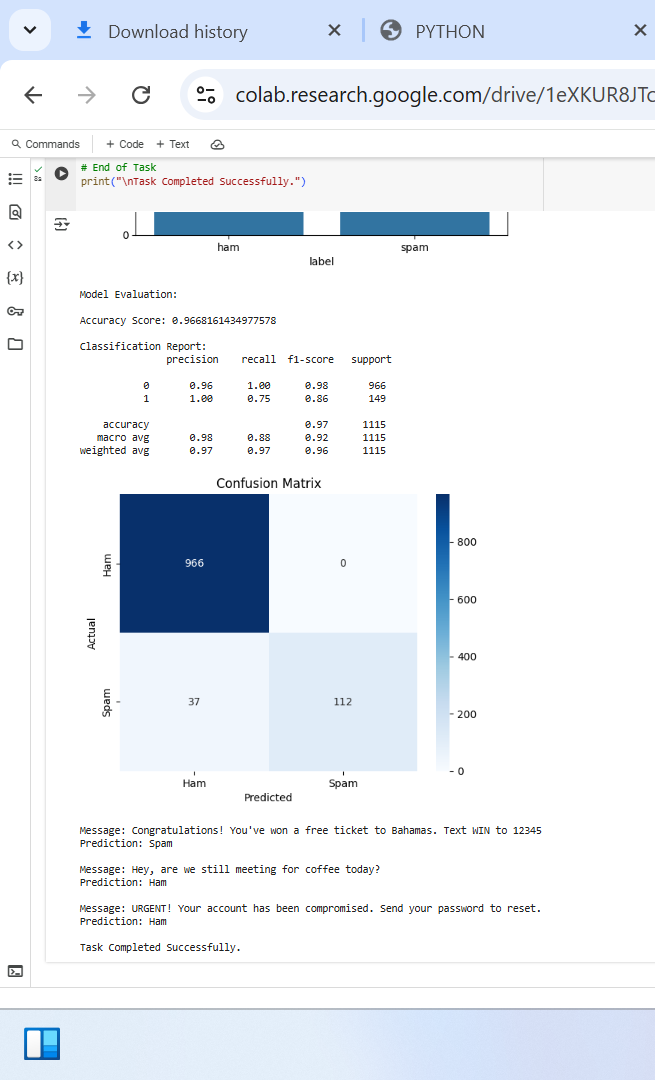 Download history
PYTHON
colab.research.google.com/drive/1eXKUR8JTc
Commands + Code + Text
8s
# End of Task
print("\nTask Completed Successfully.")
0
ham spam
label
Model Evaluation:
Accuracy Score: 0.9668161434977578
Classification Report:
precision recall f1-score support
0 0.96 1.00 0.98 966
1 1.00 0.75 0.86 149
accuracy 0.97 1115
macro avg 0.98 0.88 0.92 1115
weighted avg 0.97 0.97 0.96 1115
Confusion Matrix
Actual
Ham
966 0
Spam
37 112
Ham Spam
Predicted
800
600
400
200
0
Message: Congratulations! You've won a free ticket to Bahamas. Text WIN to 12345
Prediction: Spam
Message: Hey, are we still meeting for coffee today?
Prediction: Ham
Message: URGENT! Your account has been compromised. Send your password to reset.
Prediction: Ham
Task Completed Successfully.